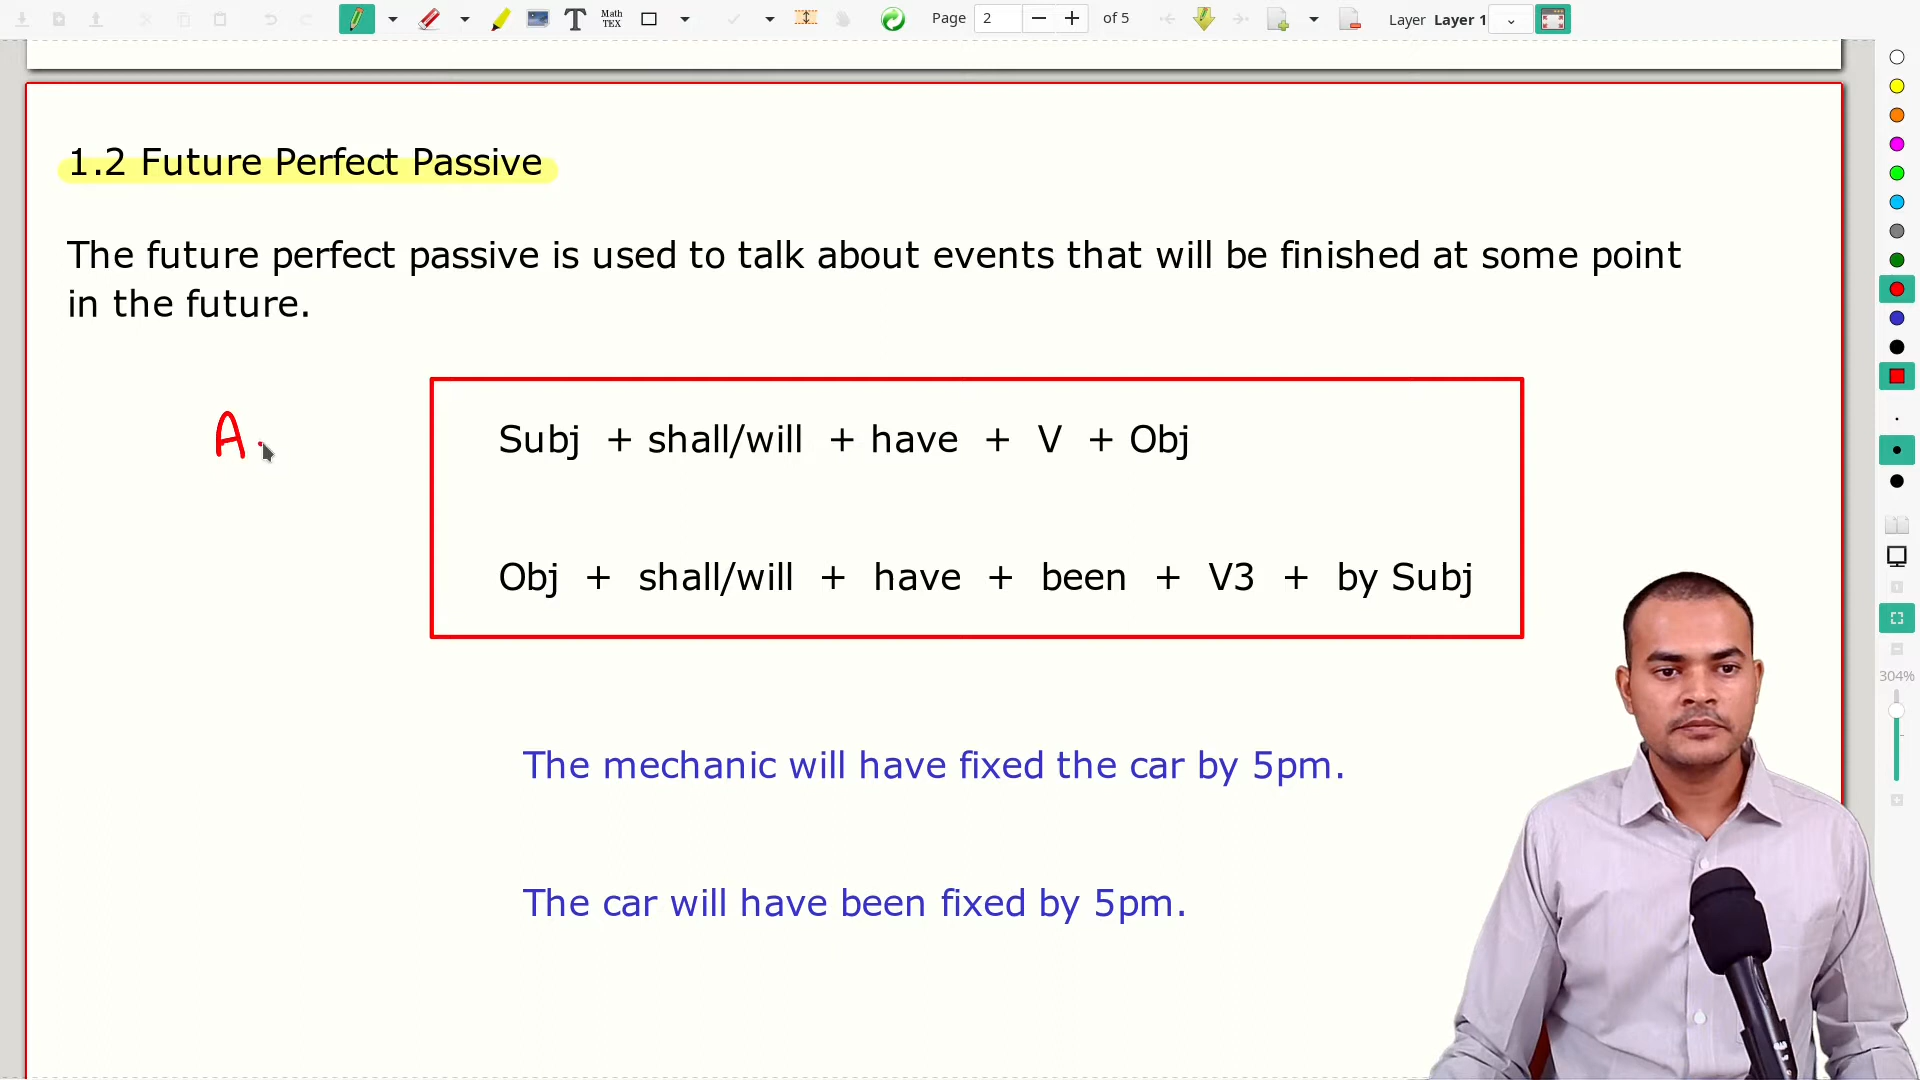 Math
TEX
Page 2 of 5 Layer Layer 1
1.2 Future Perfect Passive
The future perfect passive is used to talk about events that will be finished at some point
in the future.
A
Subj + shall/will + have + V + Obj
Obj + shall/will + have + been + V3 + by Subj
304%
The mechanic will have fixed the car by 5pm.
The car will have been fixed by 5pm.